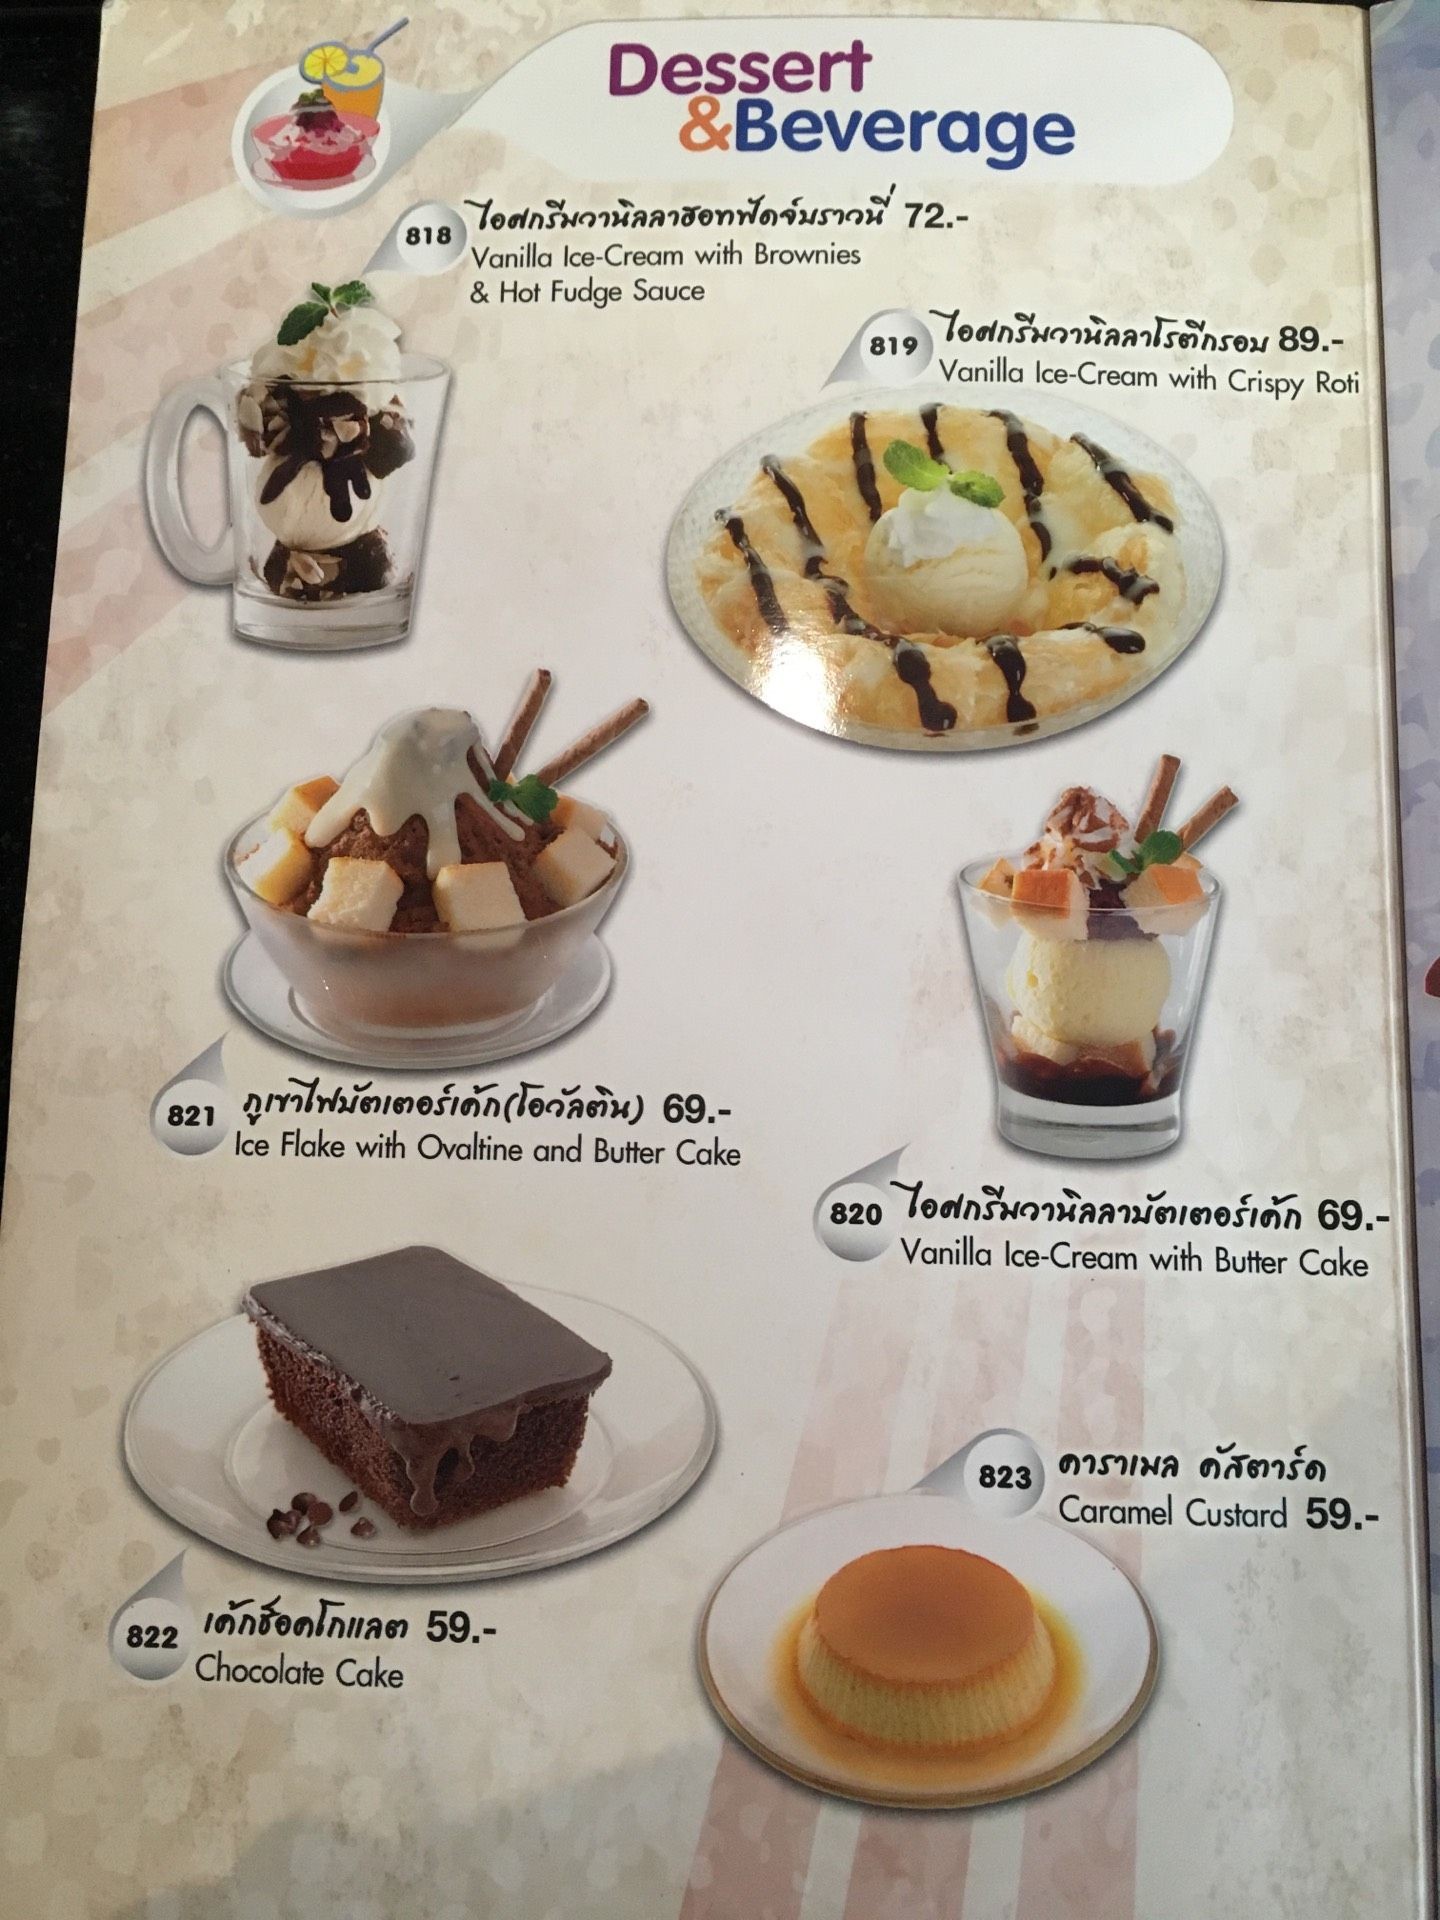 Dessert
&Beverage
818 ไอศกรีมวานิลลาฮอทฟัดจ์บราวนี่ 72.-
Vanilla Ice-Cream with Brownies
& Hot Fudge Sauce
819 ไอศกรีมวานิลลาโรตีกรอบ 89.-
Vanilla Ice-Cream with Crispy Roti
821 ภูเขาไฟบัตเตอร์เค้ก(โอวัลติน) 69.-
Ice Flake with Ovaltine and Butter Cake
820 ไอศกรีมวานิลลาบัตเตอร์เค้ก 69.-
Vanilla Ice-Cream with Butter Cake
823 คาราเมล คัสตาร์ด
Caramel Custard 59.-
822 เค้กช็อคโกแลต 59.-
Chocolate Cake